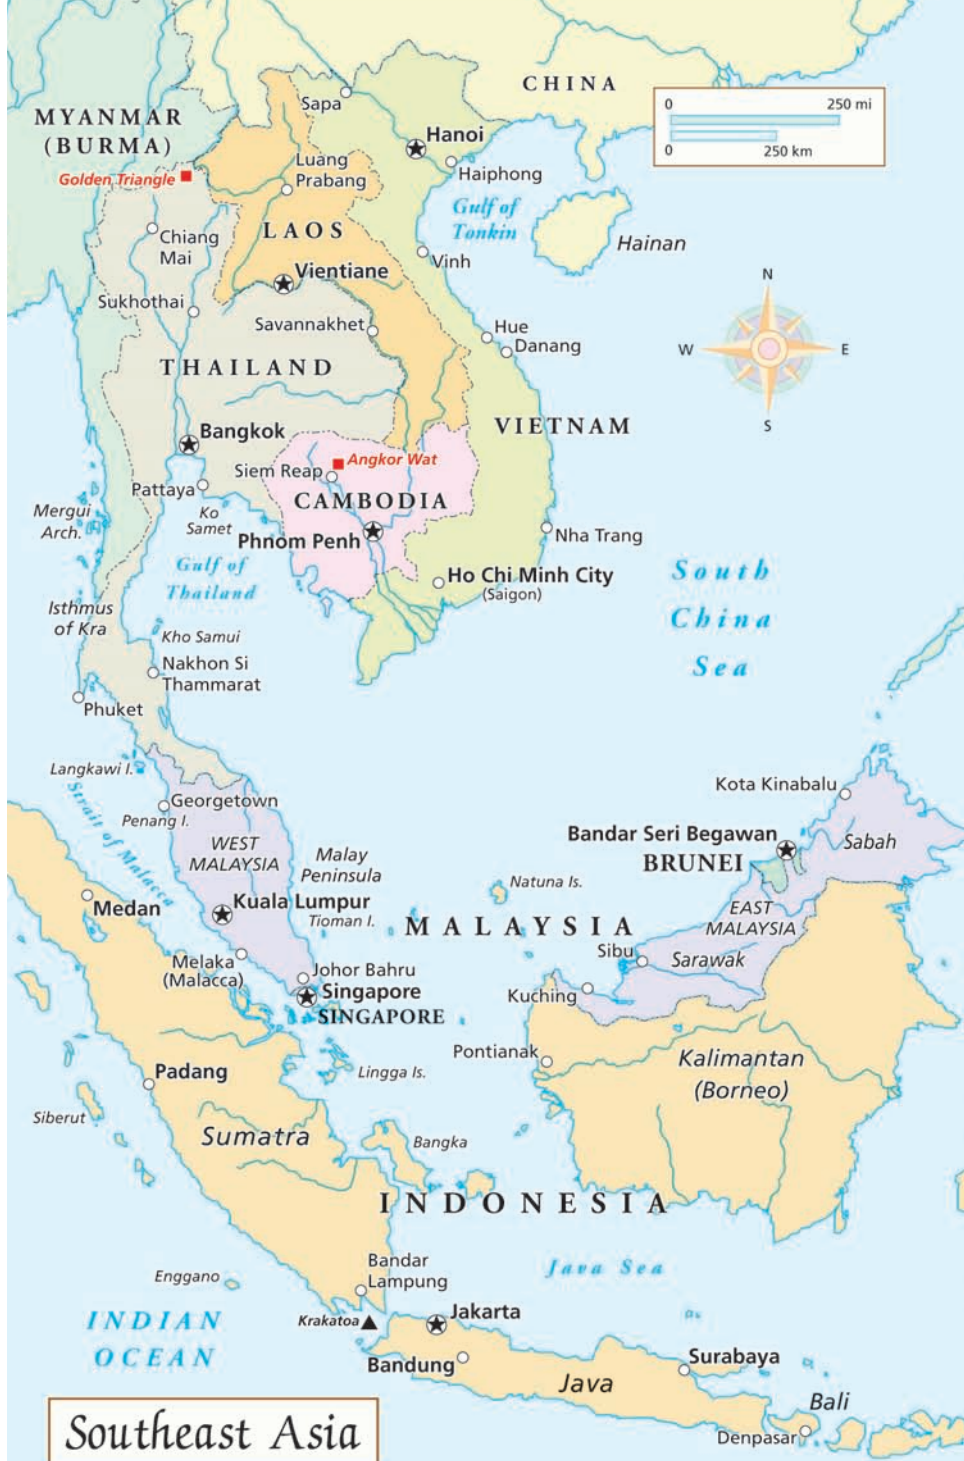 CHINA
0 250 mi
0 250 km
MYANMAR
(BURMA)
Sapa
Hanoi
Haiphong
Golden Triangle
Luang
Prabang
Gulf of
Tonkin
Hainan
LAOS
Chiang
Mai
Vinh
Vientiane
N
W E
S
Sukhothai
Savannakhet
Hue
Danang
THAILAND
VIETNAM
Bangkok
Angkor Wat
Siem Reap
Pattaya
CAMBODIA
Ko
Samet
Mergui
Arch.
Phnom Penh
Nha Trang
Gulf of
Thailand
Ho Chi Minh City
(Saigon)
South
China
Sea
Isthmus
of Kra
Kho Samui
Nakhon Si
Thammarat
Phuket
Langkawi I.
Strait of Malacca
Georgetown
Penang I.
Kota Kinabalu
WEST
MALAYSIA
Malay
Peninsula
Bandar Seri Begawan
BRUNEI
Sabah
Natuna Is.
Medan
Kuala Lumpur
Tioman I.
MALAYSIA
EAST
MALAYSIA
Sibu
Sarawak
Melaka
(Malacca)
Johor Bahru
Singapore
SINGAPORE
Kuching
Pontianak
Kalimantan
(Borneo)
Padang
Lingga Is.
Siberut
Sumatra
Bangka
INDONESIA
Bandar
Lampung
Java Sea
Enggano
INDIAN
OCEAN
Krakatoa
Jakarta
Bandung
Surabaya
Java
Bali
Denpasar
Southeast Asia